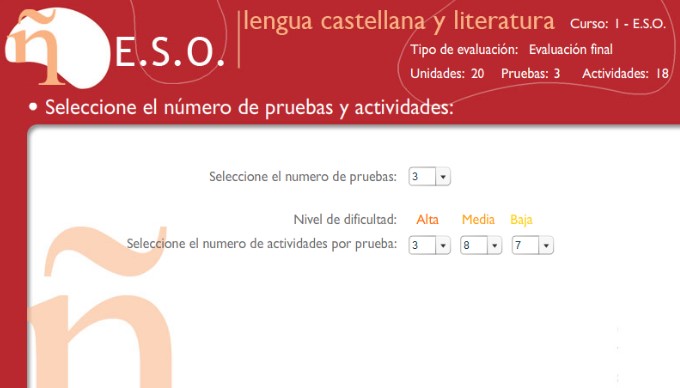 ñ E.S.O.
lengua castellana y literatura
Curso: 1 - E.S.O.
Tipo de evaluación: Evaluación final
Unidades: 20 Pruebas: 3 Actividades: 18
• Seleccione el número de pruebas y actividades:
Seleccione el numero de pruebas: 3
Nivel de dificultad: Alta Media Baja
Seleccione el numero de actividades por prueba: 3 8 7
ñ